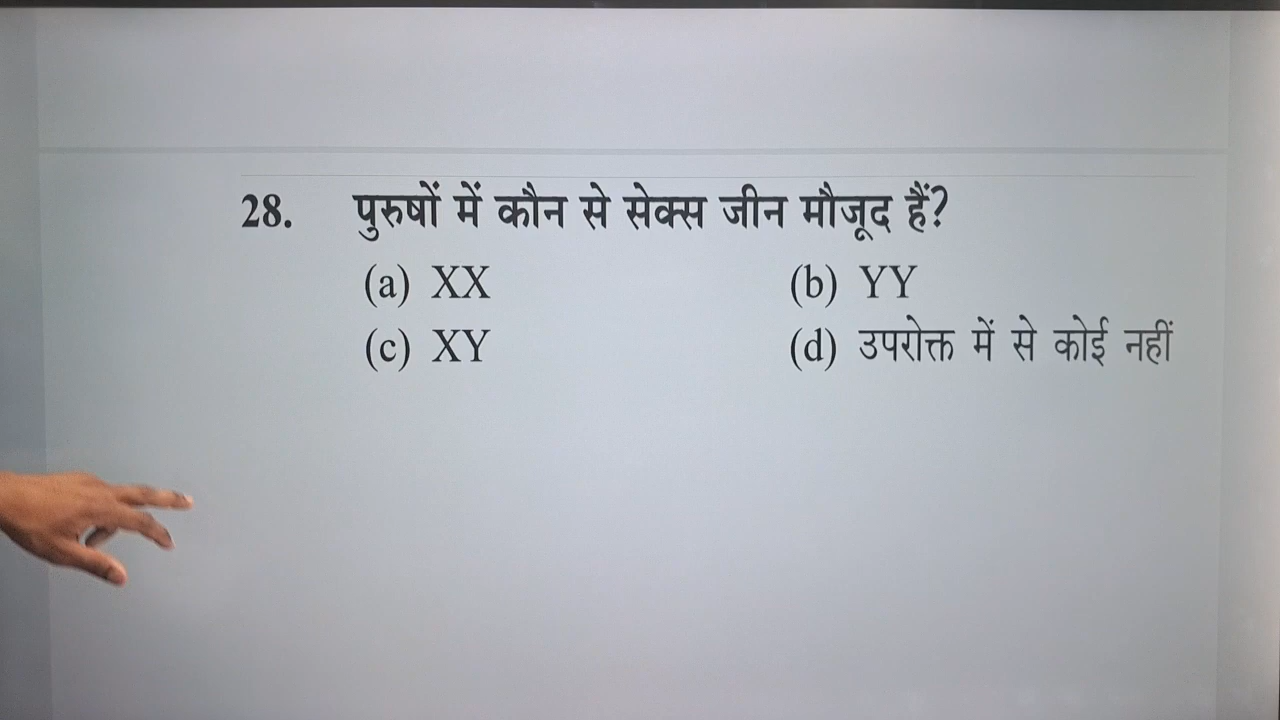 28. पुरुषों में कौन से सेक्स जीन मौजूद हैं?
(a) XX (b) YY
(c) XY (d) उपरोक्त में से कोई नहीं